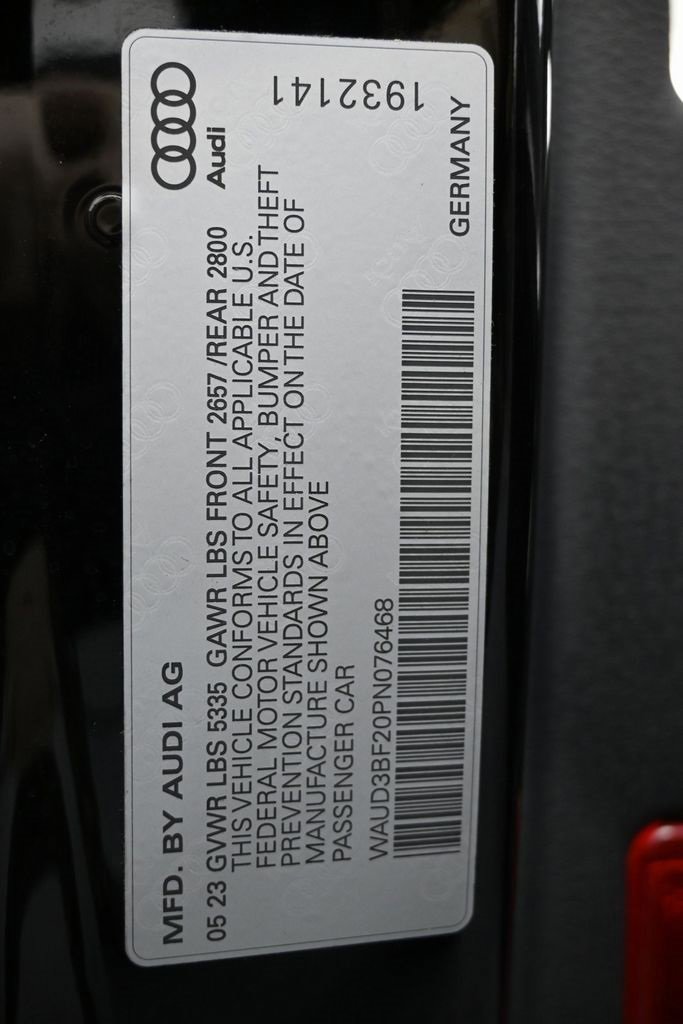 MFD. BY AUDI AG
Audi
05 23 GVWR LBS 5335 GAWR LBS FRONT 2657 /REAR 2800
THIS VEHICLE CONFORMS TO ALL APPLICABLE U.S.
FEDERAL MOTOR VEHICLE SAFETY, BUMPER AND THEFT
PREVENTION STANDARDS IN EFFECT ON THE DATE OF
MANUFACTURE SHOWN ABOVE
PASSENGER CAR
WAUD3BF20PN076468
GERMANY
1932141